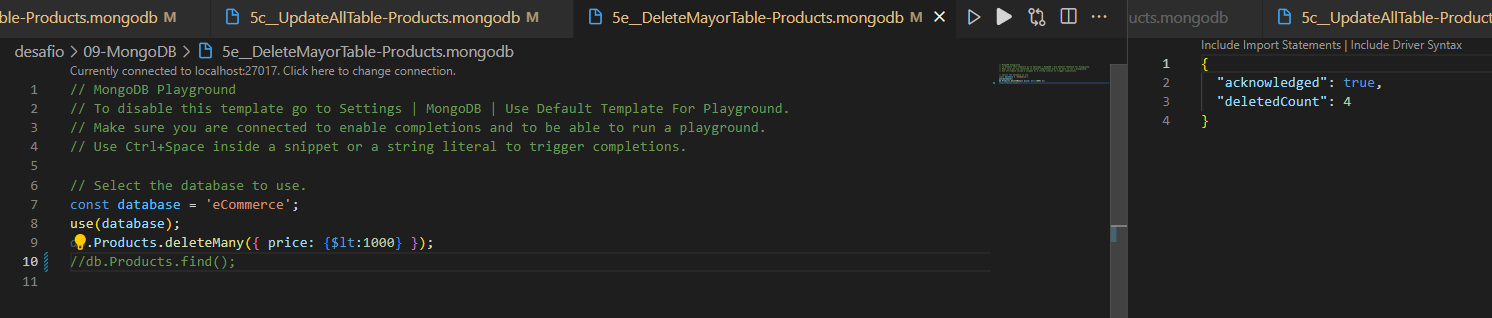 ble-Products.mongodb M
5c__UpdateAllTable-Products.mongodb M
5e__DeleteMayorTable-Products.mongodb M
ucts.mongodb
5c__UpdateAllTable-Product
desafio > 09-MongoDB > 5e__DeleteMayorTable-Products.mongodb
Currently connected to localhost:27017. Click here to change connection.
1 // MongoDB Playground
2 // To disable this template go to Settings | MongoDB | Use Default Template For Playground.
3 // Make sure you are connected to enable completions and to be able to run a playground.
4 // Use Ctrl+Space inside a snippet or a string literal to trigger completions.
5
6 // Select the database to use.
7 const database = 'eCommerce';
8 use(database);
9 .Products.deleteMany({ price: {$lt:1000} });
10 //db.Products.find();
11
Include Import Statements | Include Driver Syntax
1 {
2 "acknowledged": true,
3 "deletedCount": 4
4 }